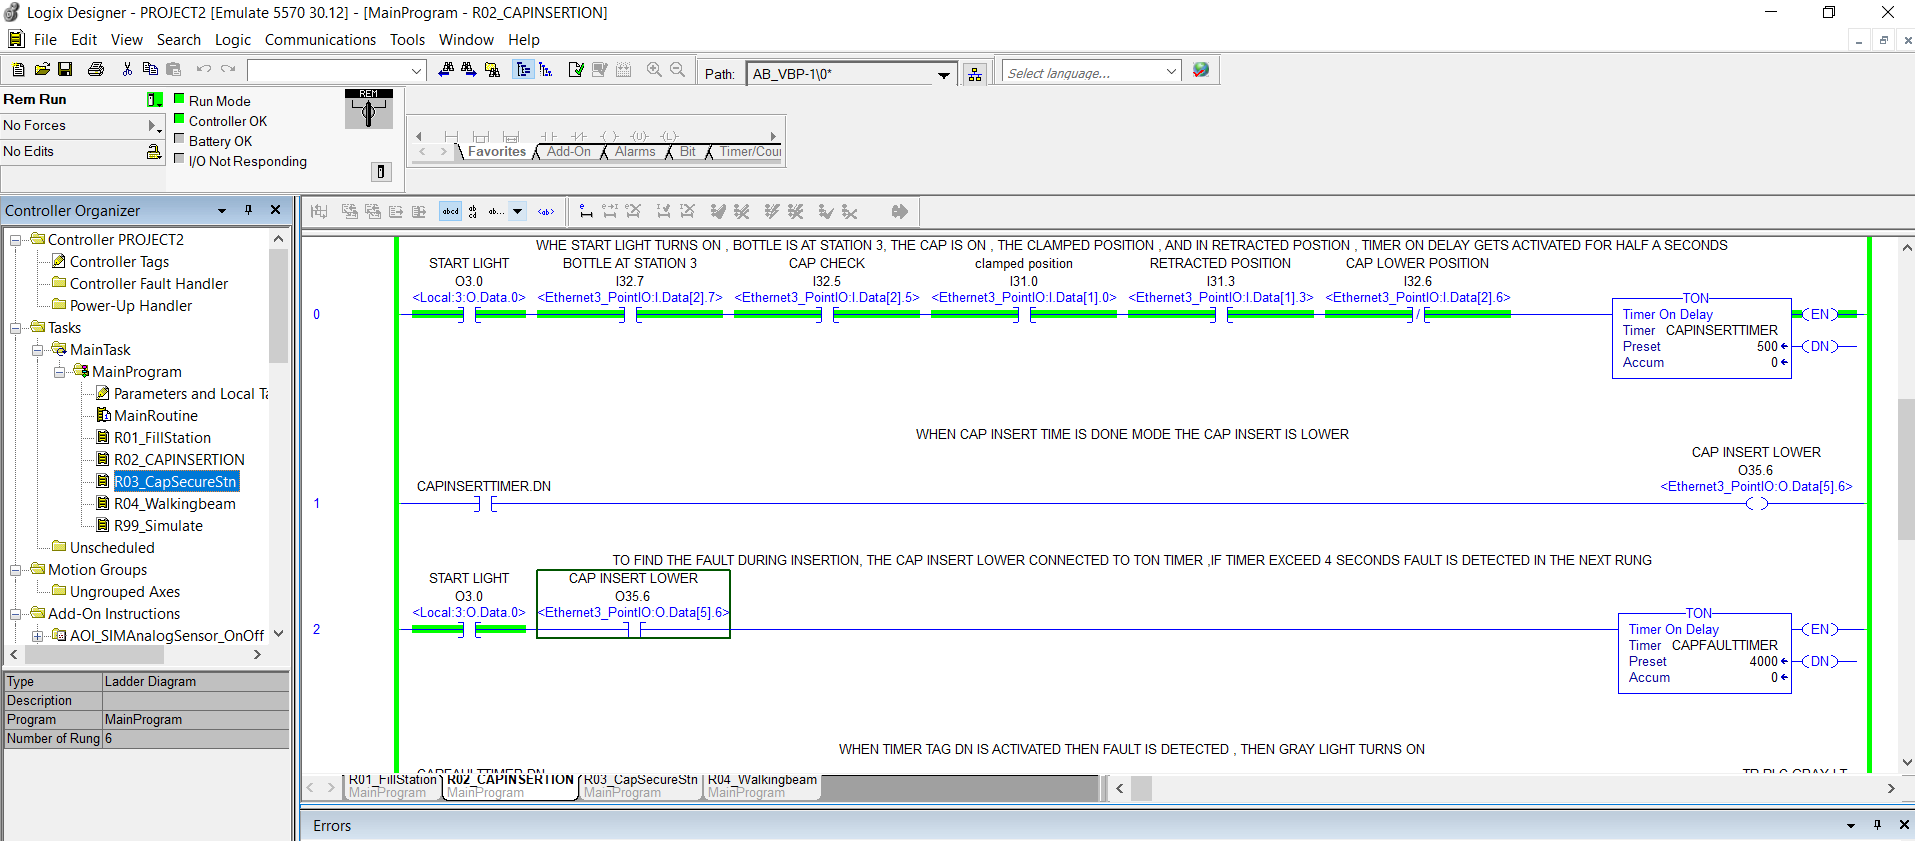 Logix Designer - PROJECT2 [Emulate 5570 30.12] - [MainProgram - R02_CAPINSERTION]
File Edit View Search Logic Communications Tools Window Help
Path: AB_VBP-1\0*
Select language...
Rem Run
No Forces
No Edits
Run Mode
Controller OK
Battery OK
I/O Not Responding
REM
Favorites Add-On Alarms Bit Timer/Cou
Controller Organizer
Controller PROJECT2
Controller Tags
Controller Fault Handler
Power-Up Handler
Tasks
MainTask
MainProgram
Parameters and Local Ta
MainRoutine
R01_FillStation
R02_CAPINSERTION
R03_CapSecureStn
R04_Walkingbeam
R99_Simulate
Unscheduled
Motion Groups
Ungrouped Axes
Add-On Instructions
AOI_SIMAnalogSensor_OnOff
Type Ladder Diagram
Description
Program MainProgram
Number of Rung 6
WHE START LIGHT TURNS ON , BOTTLE IS AT STATION 3, THE CAP IS ON , THE CLAMPED POSITION , AND IN RETRACTED POSTION , TIMER ON DELAY GETS ACTIVATED FOR HALF A SECONDS
START LIGHT BOTTLE AT STATION 3 CAP CHECK clamped position RETRACTED POSITION CAP LOWER POSITION
O3.0 I32.7 I32.5 I31.0 I31.3 I32.6
<Local:3:O.Data.0> <Ethernet3_PointIO:I.Data[2].7> <Ethernet3_PointIO:I.Data[2].5> <Ethernet3_PointIO:I.Data[1].0> <Ethernet3_PointIO:I.Data[1].3> <Ethernet3_PointIO:I.Data[2].6>
0
TON
Timer On Delay EN
Timer CAPINSERTTIMER
Preset 500 DN
Accum 0
WHEN CAP INSERT TIME IS DONE MODE THE CAP INSERT IS LOWER
CAP INSERT LOWER
O35.6
CAPINSERTTIMER.DN <Ethernet3_PointIO:O.Data[5].6>
1
TO FIND THE FAULT DURING INSERTION, THE CAP INSERT LOWER CONNECTED TO TON TIMER ,IF TIMER EXCEED 4 SECONDS FAULT IS DETECTED IN THE NEXT RUNG
START LIGHT CAP INSERT LOWER
O3.0 O35.6
<Local:3:O.Data.0> <Ethernet3_PointIO:O.Data[5].6>
2
TON
Timer On Delay EN
Timer CAPFAULTTIMER
Preset 4000 DN
Accum 0
WHEN TIMER TAG DN IS ACTIVATED THEN FAULT IS DETECTED , THEN GRAY LIGHT TURNS ON
CAPFAULTTIMER.DN TR PLC GRAY LT
R01_FillStation R02_CAPINSERTION R03_CapSecureStn R04_Walkingbeam
MainProgram MainProgram MainProgram MainProgram
Errors